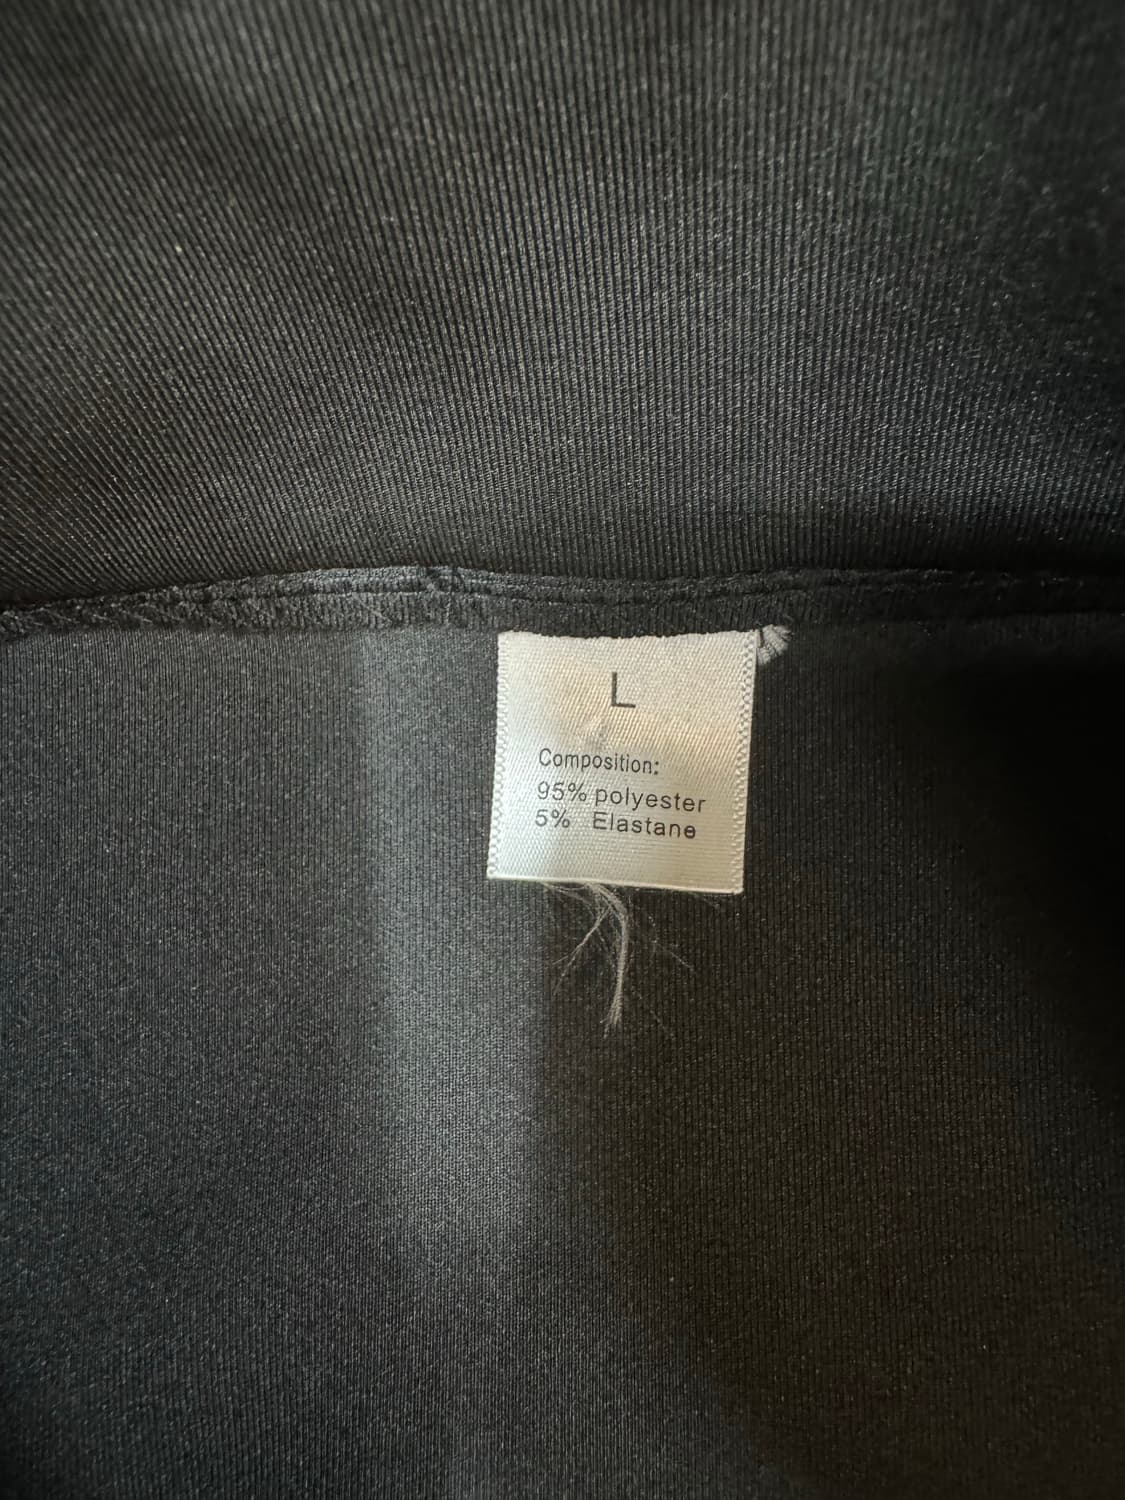 L
Composition:
95% polyester
5% Elastane